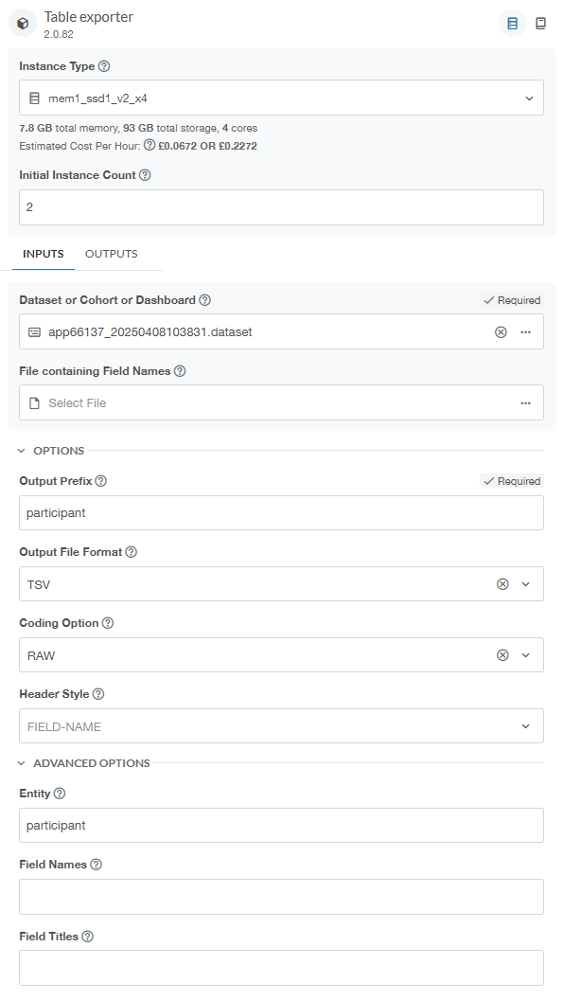 Table exporter
2.0.82
Instance Type
mem1_ssd1_v2_x4
7.8 GB total memory, 93 GB total storage, 4 cores
Estimated Cost Per Hour: £0.0672 OR £0.2272
Initial Instance Count
2
INPUTS OUTPUTS
Dataset or Cohort or Dashboard Required
app66137_20250408103831.dataset
File containing Field Names
Select File
OPTIONS
Output Prefix Required
participant
Output File Format
TSV
Coding Option
RAW
Header Style
FIELD-NAME
ADVANCED OPTIONS
Entity
participant
Field Names
Field Titles